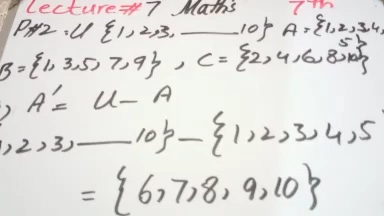 Lecture#7 Maths 7th
P#2 = U {1,2,3, ——— 10} A = {1,2,3,4, 5}
B = {1,3,5,7,9} , C = {2,4,6,8,10}
, A' = U - A
1,2,3, ——— 10} - {1,2,3,4,5
= {6,7,8,9,10}